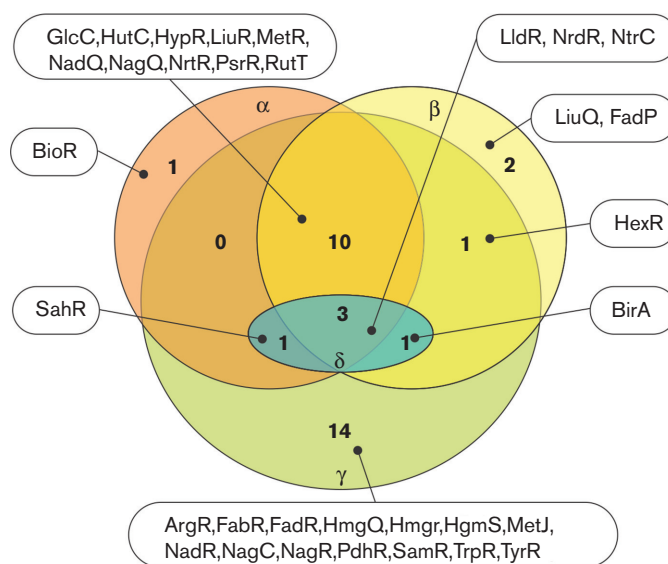 GlcC,HutC,HypR,LiuR,MetR,
NadQ,NagQ,NrtR,PsrR,RutT
LldR, NrdR, NtrC
α
β
LiuQ, FadP
BioR
1
2
HexR
0
10
1
SahR
3
BirA
1
1
δ
14
γ
ArgR,FabR,FadR,HmgQ,Hmgr,HgmS,MetJ,
NadR,NagC,NagR,PdhR,SamR,TrpR,TyrR